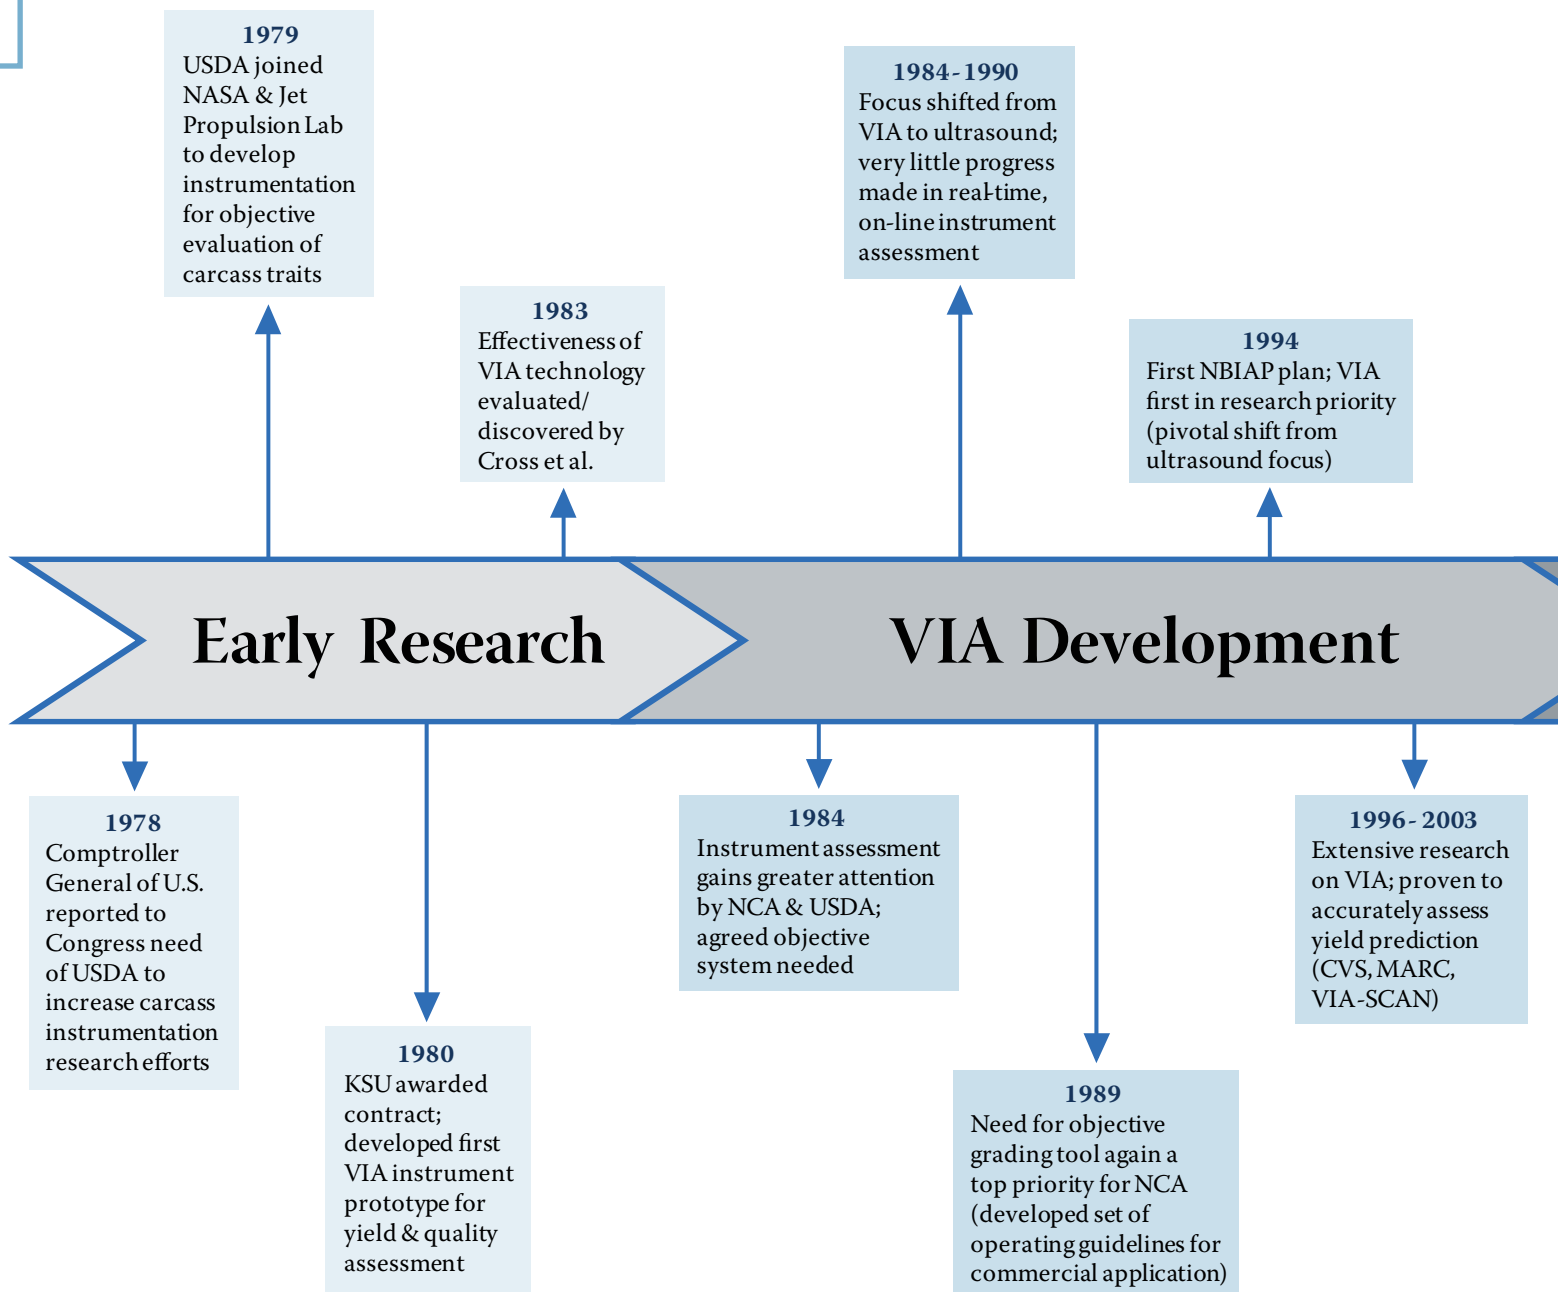 1979
USDA joined
NASA & Jet
Propulsion Lab
to develop
instrumentation
for objective
evaluation of
carcass traits
1983
Effectiveness of
VIA technology
evaluated/
discovered by
Cross et al.
1984-1990
Focus shifted from
VIA to ultrasound;
very little progress
made in real-time,
on-line instrument
assessment
1994
First NBIAP plan; VIA
first in research priority
(pivotal shift from
ultrasound focus)
Early Research
VIA Development
1978
Comptroller
General of U.S.
reported to
Congress need
of USDA to
increase carcass
instrumentation
research efforts
1980
KSU awarded
contract;
developed first
VIA instrument
prototype for
yield & quality
assessment
1984
Instrument assessment
gains greater attention
by NCA & USDA;
agreed objective
system needed
1989
Need for objective
grading tool again a
top priority for NCA
(developed set of
operating guidelines for
commercial application)
1996-2003
Extensive research
on VIA; proven to
accurately assess
yield prediction
(CVS, MARC,
VIA-SCAN)